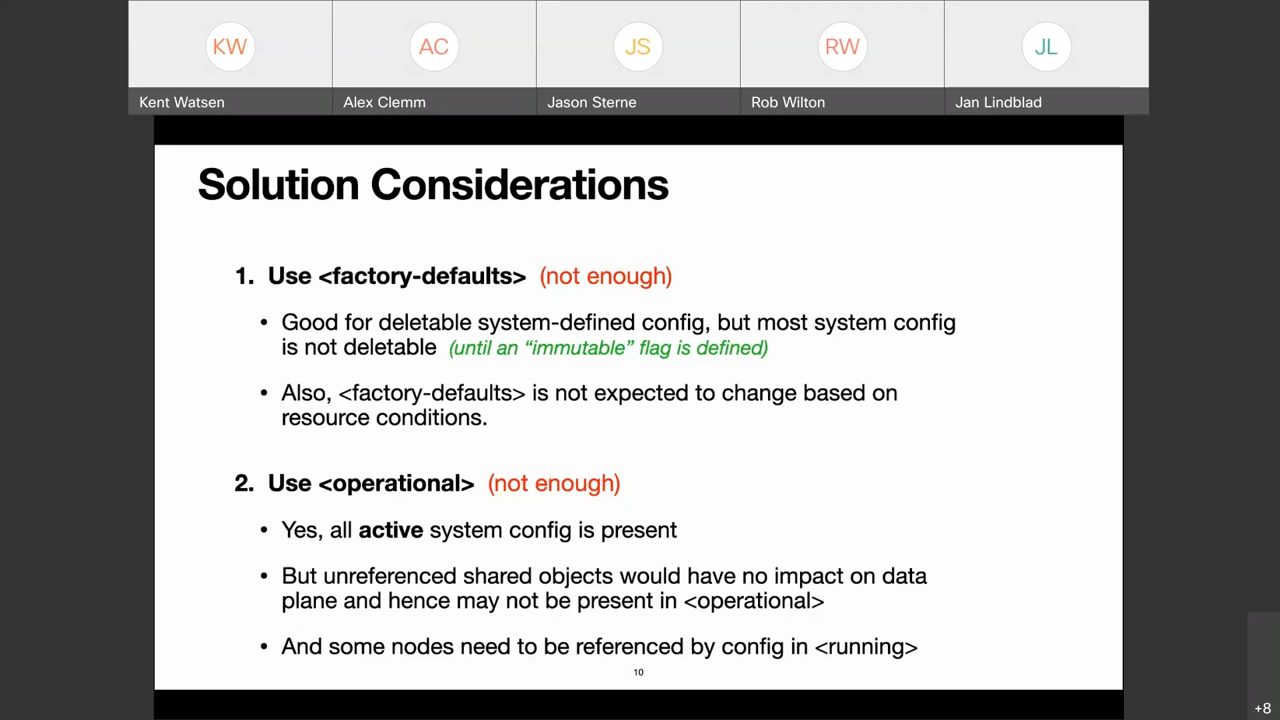 KW
AC
JS
RW
JL
Kent Watsen
Alex Clemm
Jason Sterne
Rob Wilton
Jan Lindblad
Solution Considerations
1. Use <factory-defaults> (not enough)
• Good for deletable system-defined config, but most system config
is not deletable (until an “immutable” flag is defined)
• Also, <factory-defaults> is not expected to change based on
resource conditions.
2. Use <operational> (not enough)
• Yes, all active system config is present
• But unreferenced shared objects would have no impact on data
plane and hence may not be present in <operational>
• And some nodes need to be referenced by config in <running>
10
+8